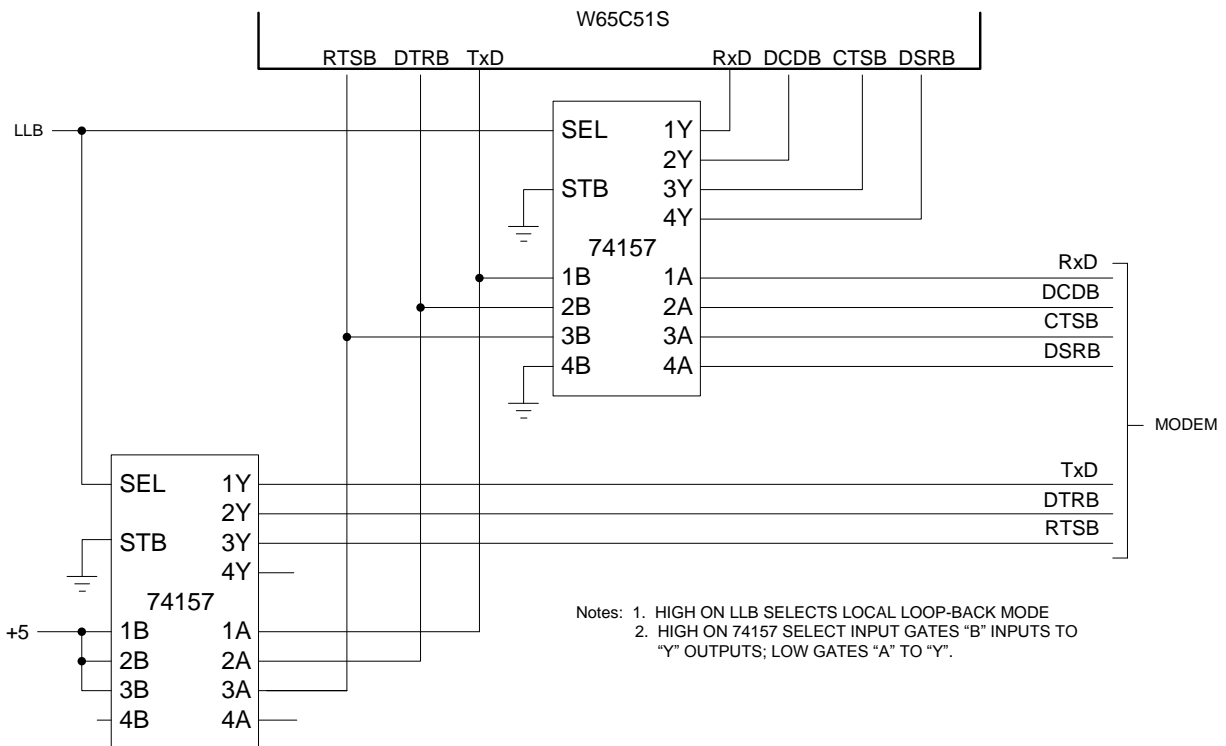 W65C51S
RTSB DTRB TxD RxD DCDB CTSB DSRB
LLB
SEL 1Y
2Y
STB 3Y
4Y
74157
1B 1A RxD
2B 2A DCDB
3B 3A CTSB
4B 4A DSRB
MODEM
SEL 1Y TxD
2Y DTRB
STB 3Y RTSB
4Y
74157
+5 1B 1A
2B 2A
3B 3A
4B 4A
Notes: 1. HIGH ON LLB SELECTS LOCAL LOOP-BACK MODE
2. HIGH ON 74157 SELECT INPUT GATES “B” INPUTS TO
“Y” OUTPUTS; LOW GATES “A” TO “Y”.